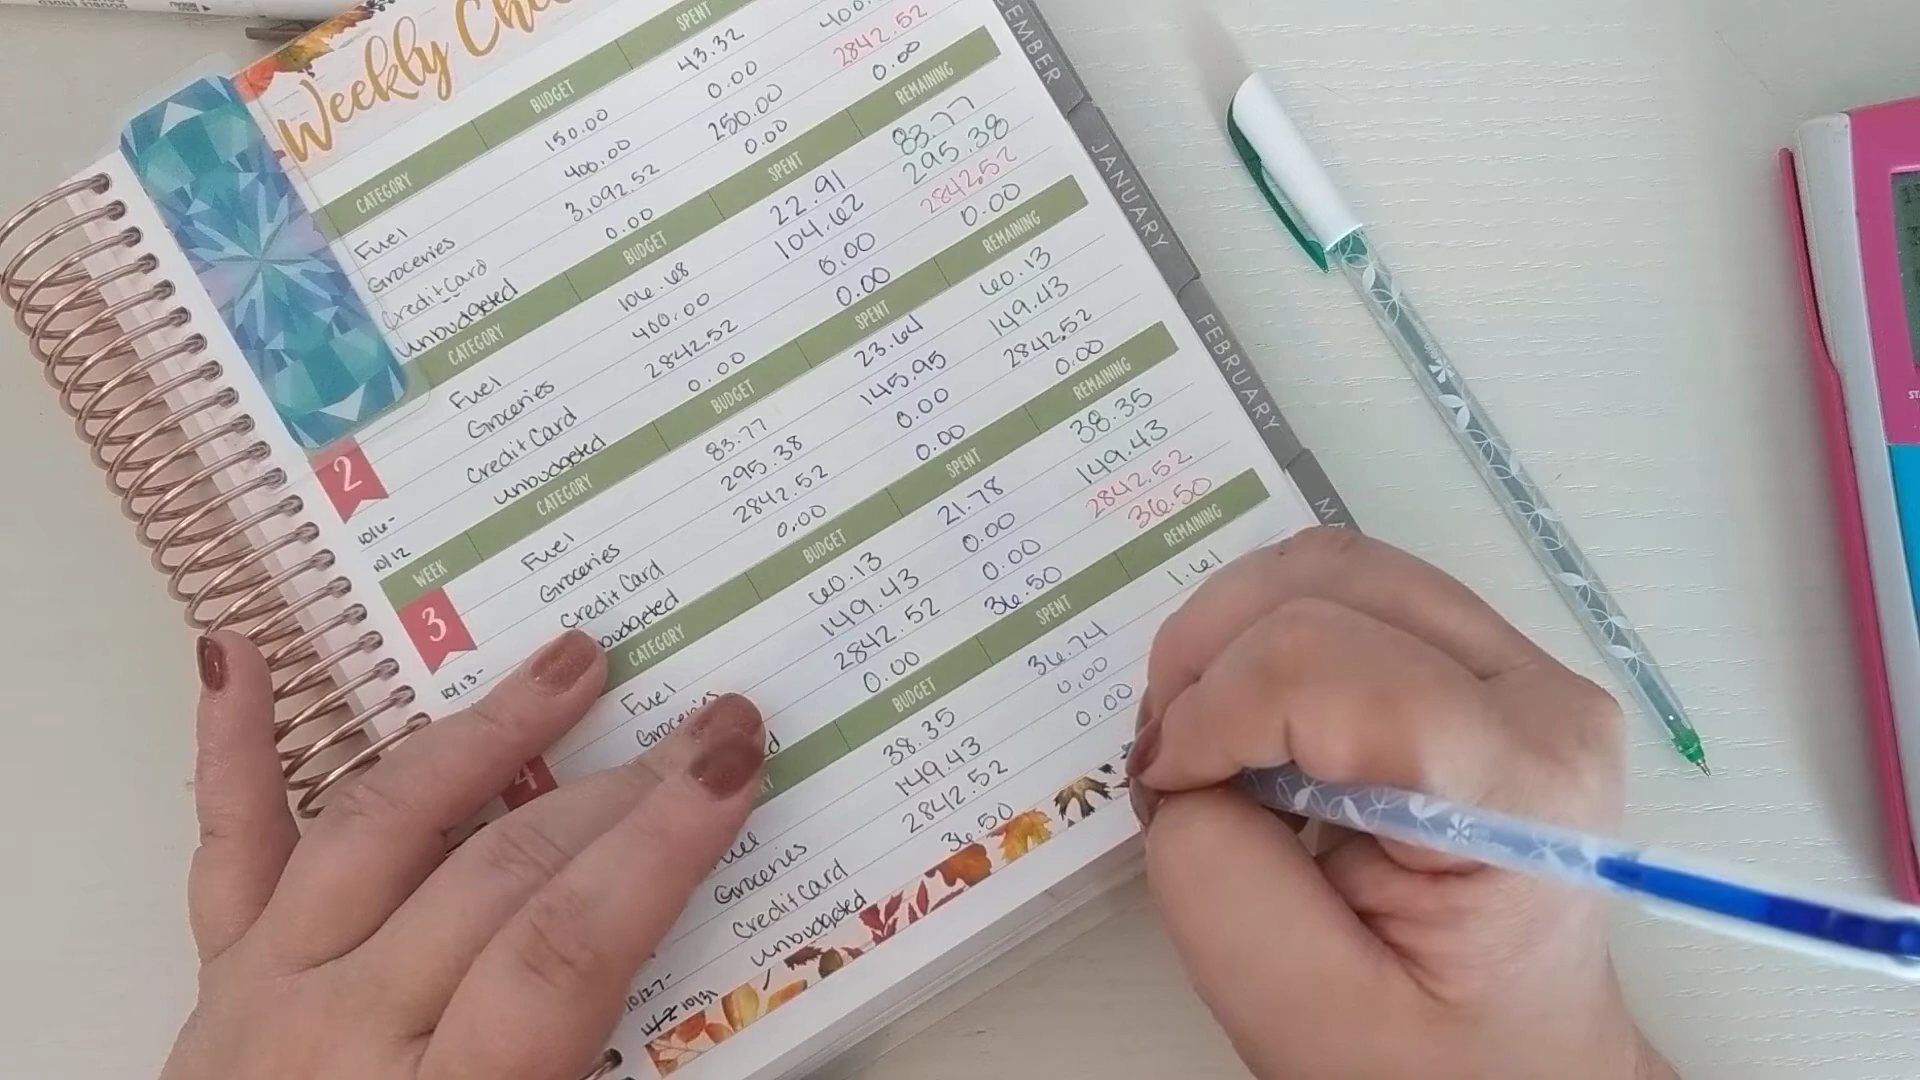 Weekly Che
CATEGORY BUDGET SPENT
Fuel 150.00 43.32
Groceries 400.00 0.00 400.
Credit Card 3,092.52 250.00 2842.52
unbudgeted 0.00 0.00 0.00
CATEGORY BUDGET SPENT REMAINING
2
Fuel 106.68 22.91 83.77
Groceries 400.00 104.62 295.38
Credit Card 2842.52 0.00 2842.52
unbudgeted 0.00 0.00 0.00
10/6-
10/12
WEEK CATEGORY BUDGET SPENT REMAINING
3
Fuel 83.77 23.64 60.13
Groceries 295.38 145.95 149.43
Credit Card 2842.52 0.00 2842.52
budgeted 0.00 0.00 0.00
10/13-
CATEGORY BUDGET SPENT REMAINING
4
Fuel 60.13 21.78 38.35
Groceries 149.43 0.00 149.43
2842.52 0.00 2842.52
d 0.00 36.50 36.50
RY BUDGET SPENT REMAINING
uel 38.35 36.74 1.61
Groceries 149.43 0.00
Credit Card 2842.52 0.00
unbudgeted 36.50
10/27-
10/31
CEMBER
JANUARY
FEBRUARY
MA